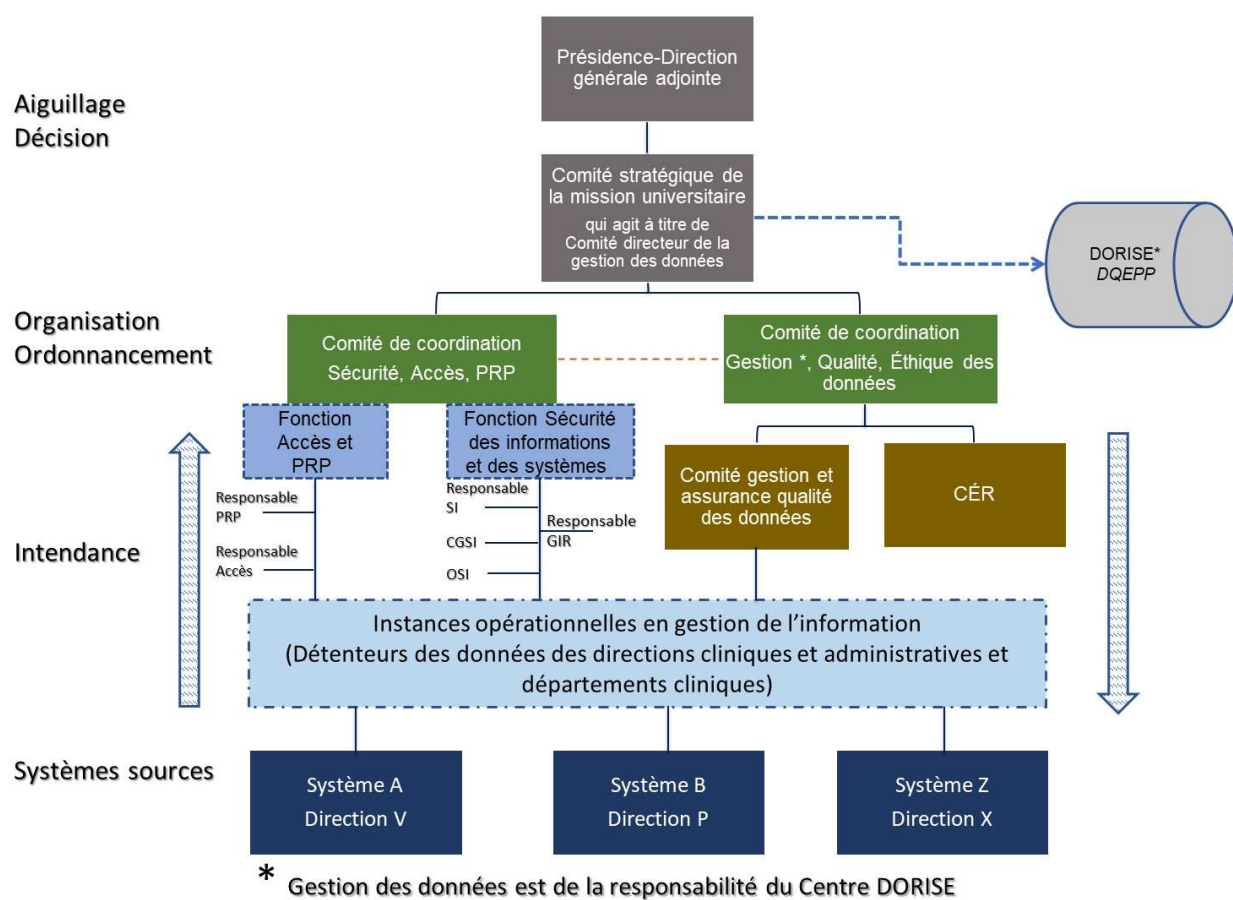 Présidence-Direction
générale adjointe
Aiguillage
Décision
Comité stratégique de
la mission universitaire
qui agit à titre de
Comité directeur de la
gestion des données
DORISE*
DQEPP
Organisation
Ordonnancement
Comité de coordination
Sécurité, Accès, PRP
Comité de coordination
Gestion *, Qualité, Éthique des
données
Fonction
Accès et
PRP
Fonction Sécurité
des informations
et des systèmes
Comité gestion et
assurance qualité
des données
CÉR
Responsable
PRP
Responsable
Accès
Responsable
SI
Responsable
GIR
CGSI
OSI
Intendance
Instances opérationnelles en gestion de l’information
(Détenteurs des données des directions cliniques et administratives et
départements cliniques)
Systèmes sources
Système A
Direction V
Système B
Direction P
Système Z
Direction X
* Gestion des données est de la responsabilité du Centre DORISE